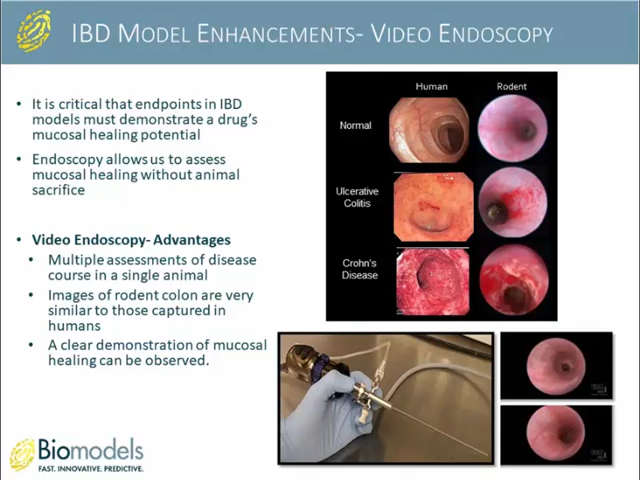 IBD MODEL ENHANCEMENTS- VIDEO ENDOSCOPY
• It is critical that endpoints in IBD
models must demonstrate a drug's
mucosal healing potential
• Endoscopy allows us to assess
mucosal healing without animal
sacrifice
• Video Endoscopy- Advantages
• Multiple assessments of disease
course in a single animal
• Images of rodent colon are very
similar to those captured in
humans
• A clear demonstration of mucosal
healing can be observed.
Human Rodent
Normal
Ulcerative
Colitis
Crohn's
Disease
Biomodels
FAST. INNOVATIVE. PREDICTIVE.